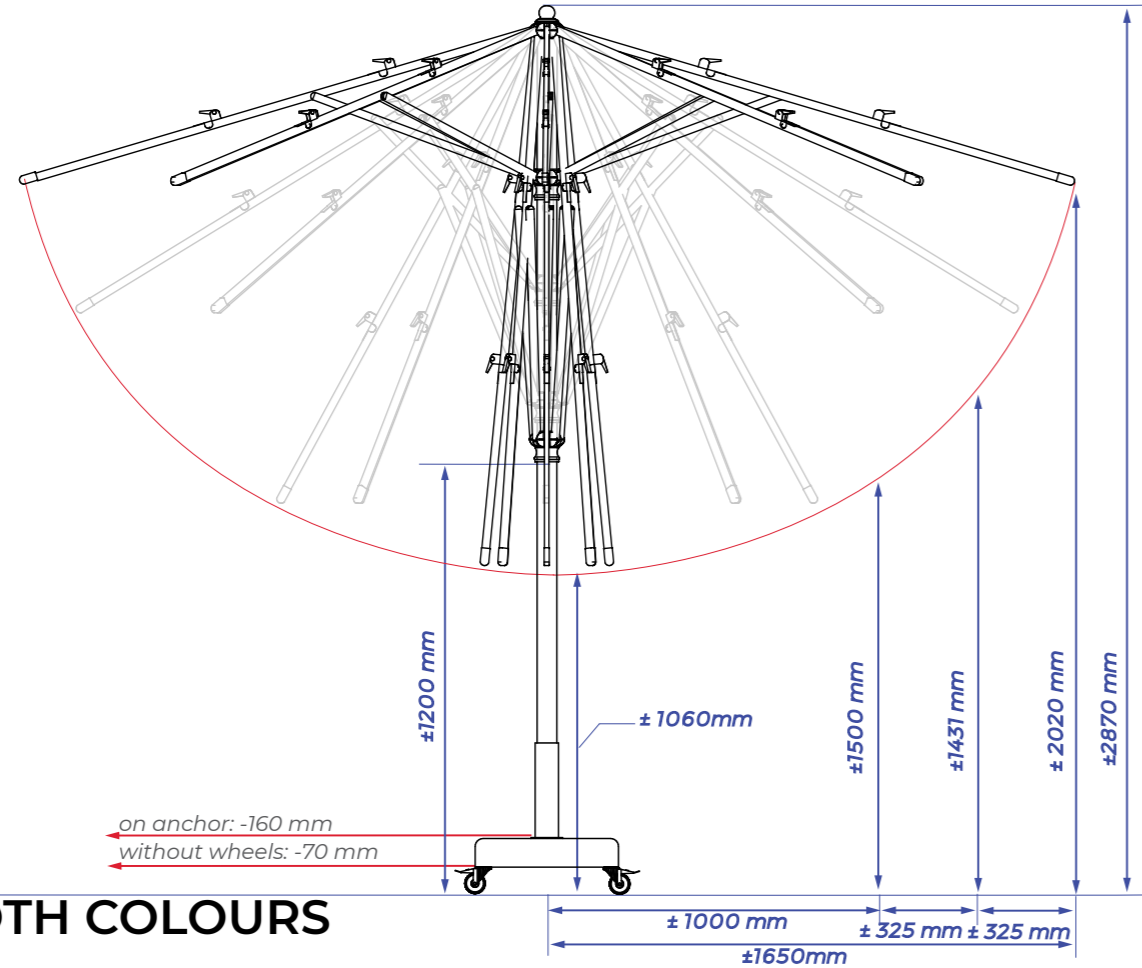 ±1200 mm
± 1060mm
±1500 mm
±1431 mm
± 2020 mm
±2870 mm
on anchor: -160 mm
without wheels: -70 mm
OTH COLOURS
± 1000 mm
± 325 mm
± 325 mm
±1650mm